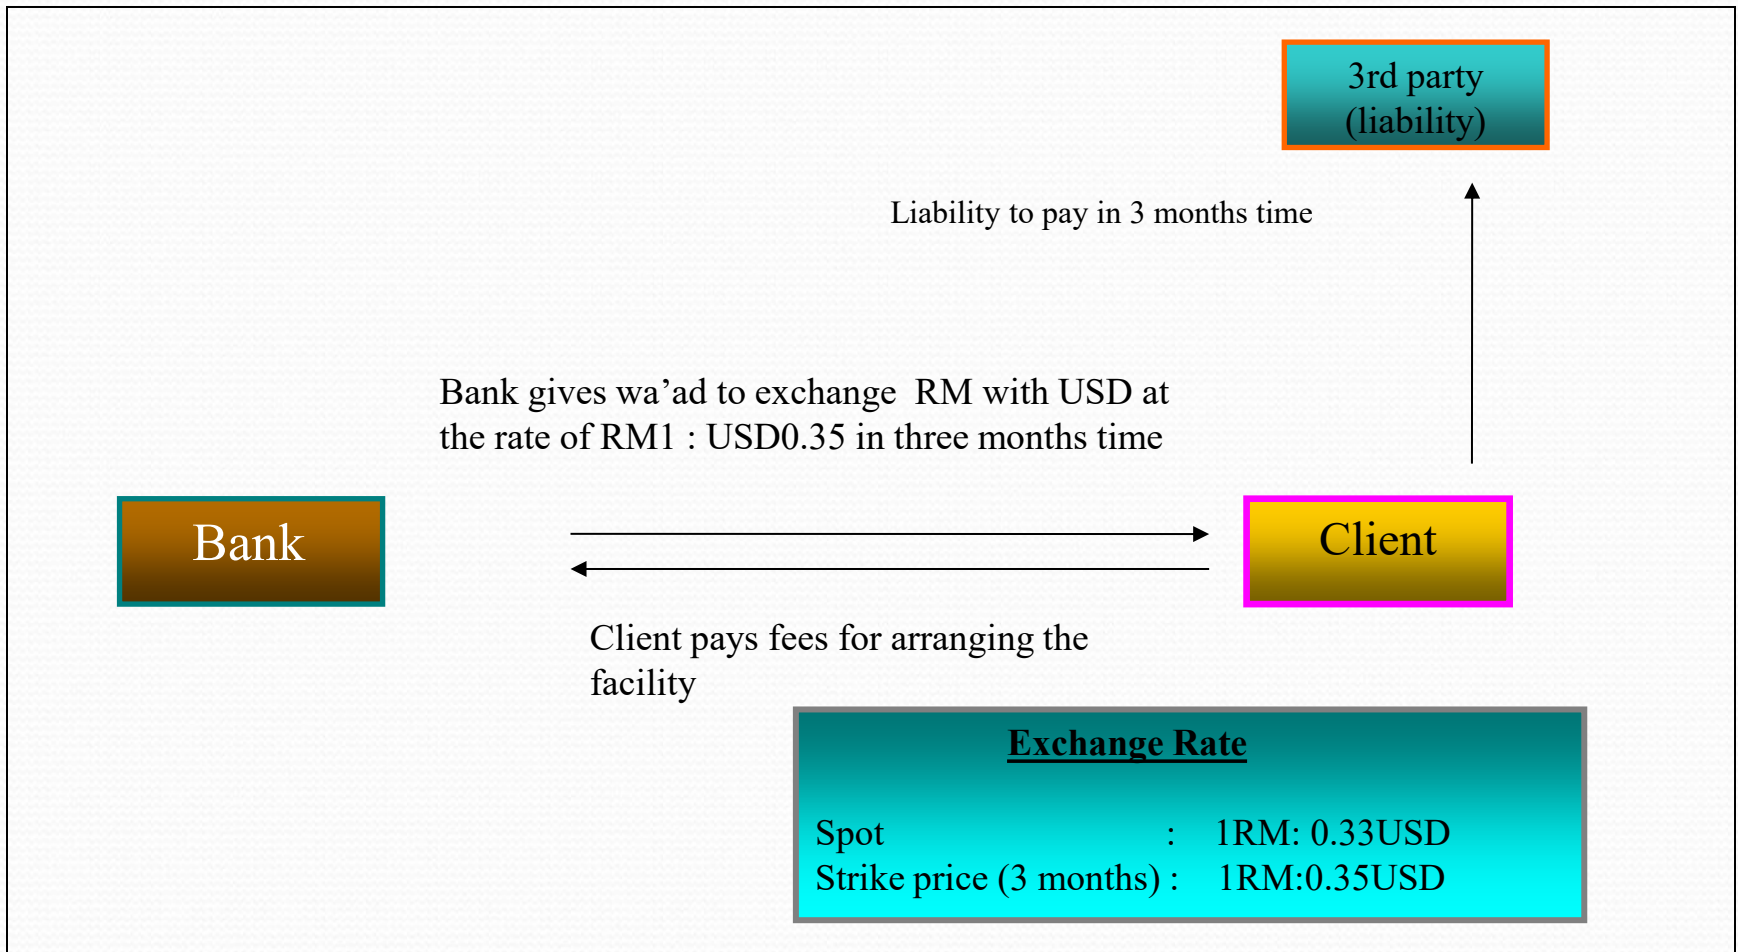 3rd party
(liability)
Liability to pay in 3 months time
Bank gives wa’ad to exchange  RM with USD at
the rate of RM1 : USD0.35 in three months time
Bank
Client
Client pays fees for arranging the
facility
Exchange Rate
Spot : 1RM: 0.33USD
Strike price (3 months) : 1RM:0.35USD